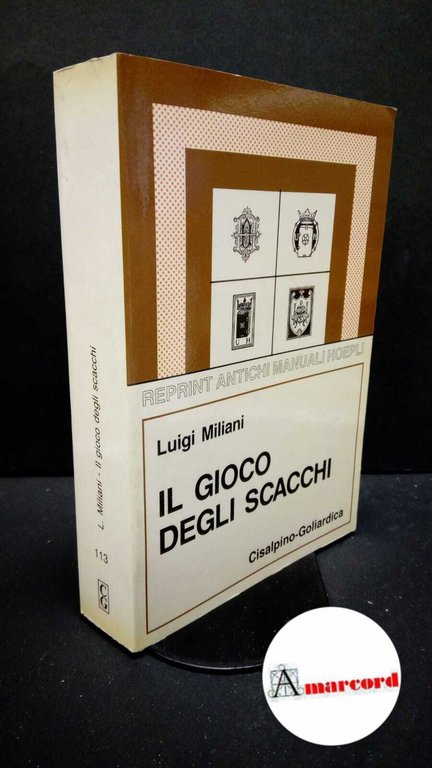 REPRINT ANTICHI MANUALI HOEPLI
Luigi Miliani
IL GIOCO
DEGLI SCACCHI
Cisalpino-Goliardica
L. Miliani - Il gioco degli scacchi
113
Amarcord